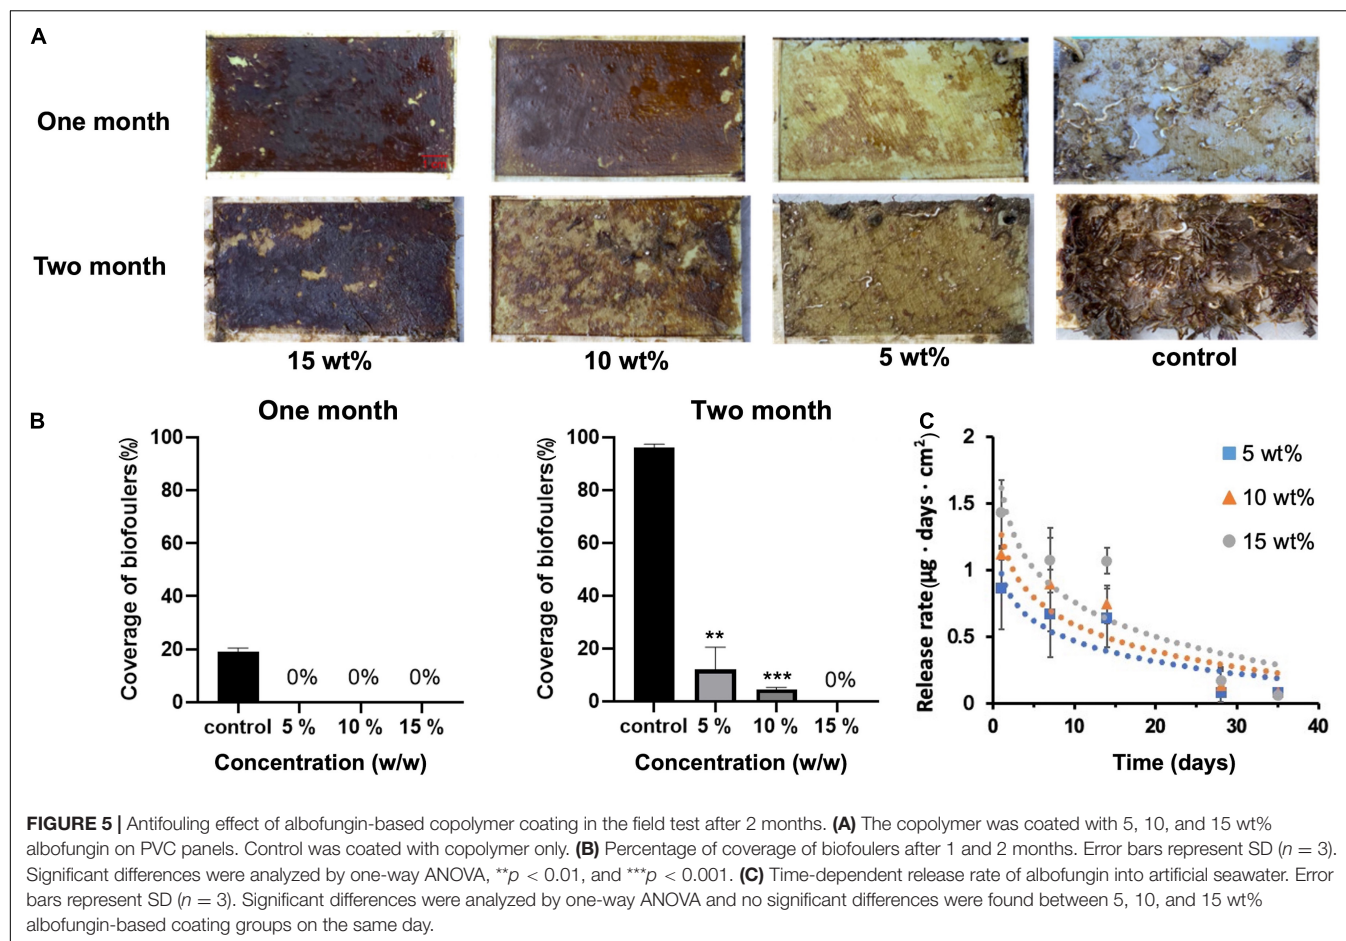 A
One month
Two month
15 wt%
10 wt%
5 wt%
control
B
One month
Coverage of biofoulers(%)
100
80
60
40
20
0
0%
0%
0%
control
5 %
10 %
15 %
Concentration (w/w)
Two month
Coverage of biofoulers(%)
100
80
60
40
20
0
**
***
0%
control
5 %
10 %
15 %
Concentration (w/w)
C
Release rate(μg · days · cm²)
2
1.5
1
0.5
0
5 wt%
10 wt%
15 wt%
0
10
20
30
40
Time (days)
FIGURE 5 | Antifouling effect of albofungin-based copolymer coating in the field test after 2 months. (A) The copolymer was coated with 5, 10, and 15 wt%
albofungin on PVC panels. Control was coated with copolymer only. (B) Percentage of coverage of biofoulers after 1 and 2 months. Error bars represent SD (n = 3).
Significant differences were analyzed by one-way ANOVA, **p < 0.01, and ***p < 0.001. (C) Time-dependent release rate of albofungin into artificial seawater. Error
bars represent SD (n = 3). Significant differences were analyzed by one-way ANOVA and no significant differences were found between 5, 10, and 15 wt%
albofungin-based coating groups on the same day.